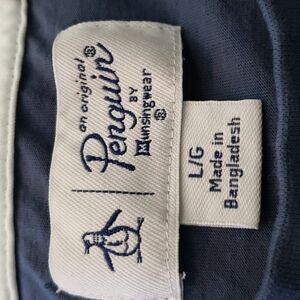 an original
Penguin®
BY
Munsingwear®
L/G
Made in
Bangladesh